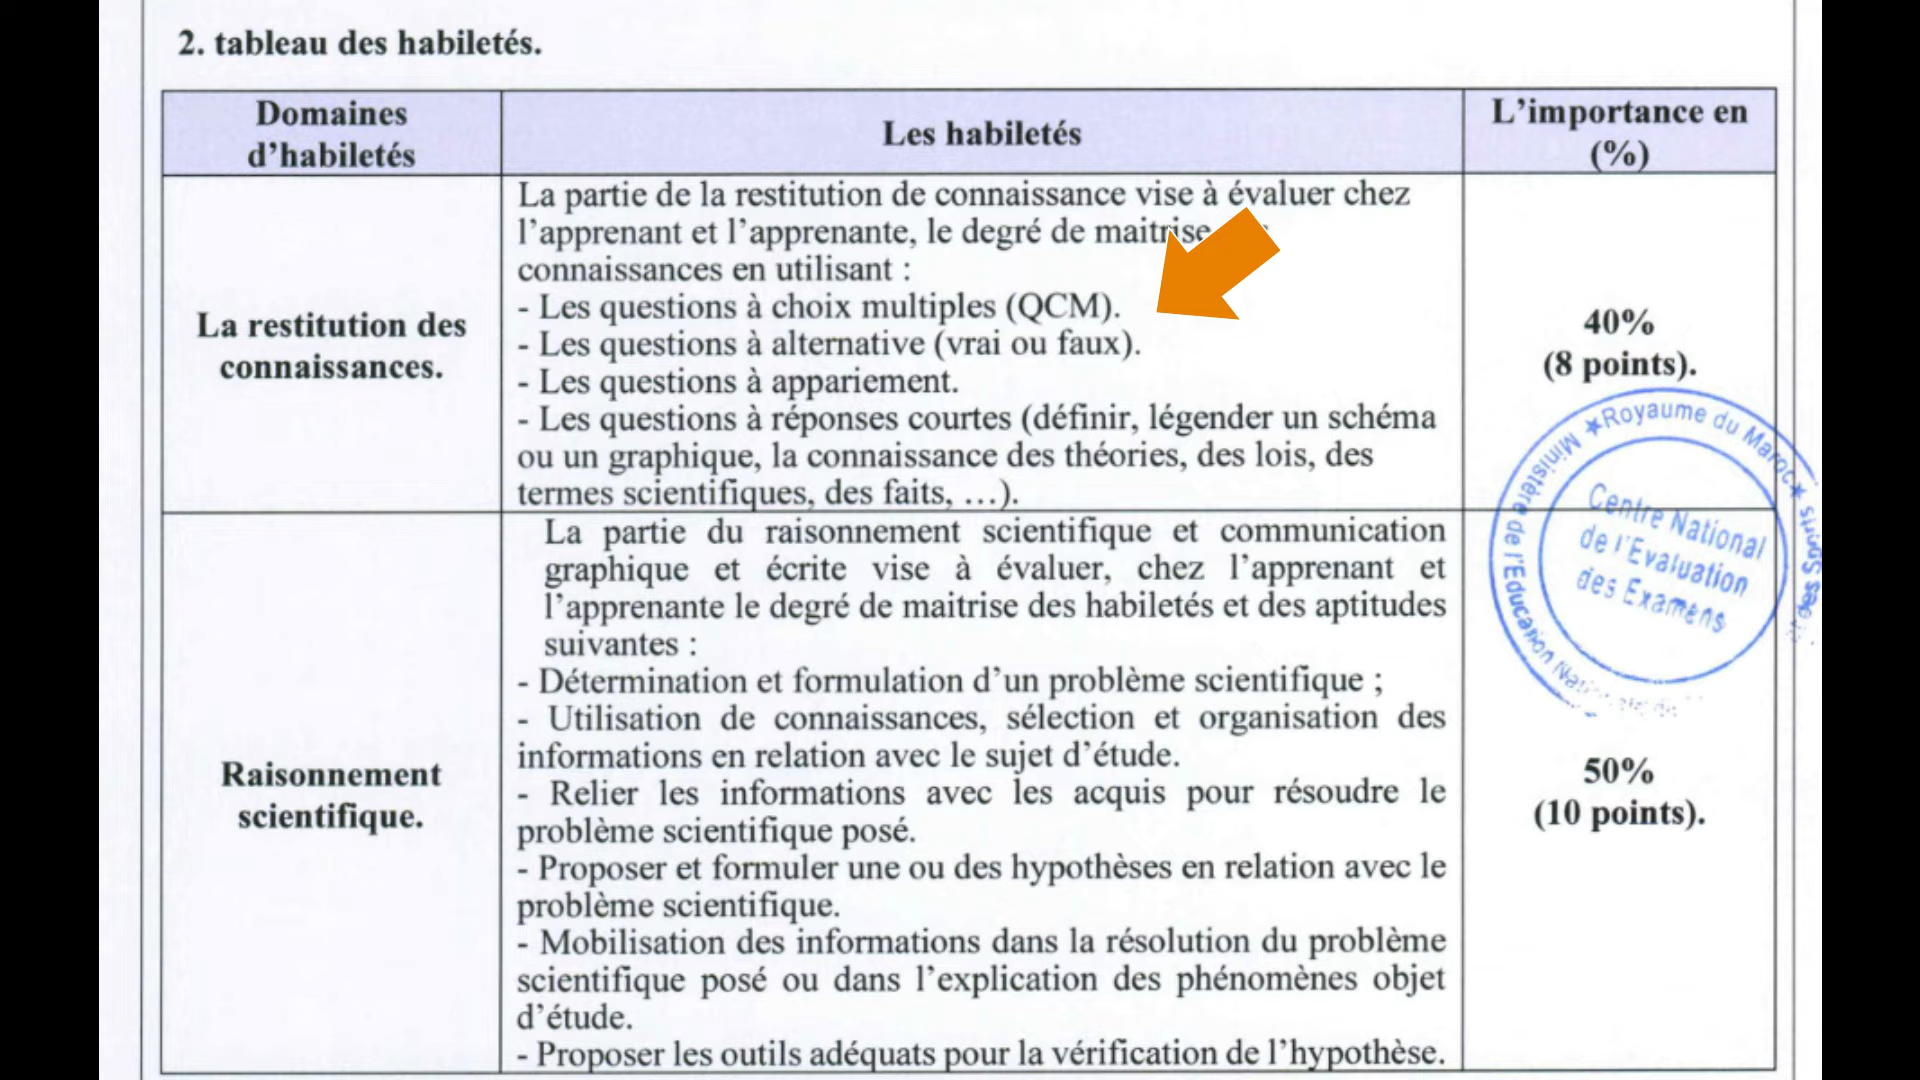 2. tableau des habiletés.
Domaines
d’habiletés
Les habiletés
L’importance en
(%)
La restitution des
connaissances.
La partie de la restitution de connaissance vise à évaluer chez
l’apprenant et l’apprenante, le degré de maitrise
connaissances en utilisant :
- Les questions à choix multiples (QCM).
- Les questions à alternative (vrai ou faux).
- Les questions à appariement.
- Les questions à réponses courtes (définir, légender un schéma
ou un graphique, la connaissance des théories, des lois, des
termes scientifiques, des faits, …).
40%
(8 points).
Raisonnement
scientifique.
La partie du raisonnement scientifique et communication
graphique et écrite vise à évaluer, chez l’apprenant et
l’apprenante le degré de maitrise des habiletés et des aptitudes
suivantes :
- Détermination et formulation d’un problème scientifique ;
- Utilisation de connaissances, sélection et organisation des
informations en relation avec le sujet d’étude.
- Relier les informations avec les acquis pour résoudre le
problème scientifique posé.
- Proposer et formuler une ou des hypothèses en relation avec le
problème scientifique.
- Mobilisation des informations dans la résolution du problème
scientifique posé ou dans l’explication des phénomènes objet
d’étude.
- Proposer les outils adéquats pour la vérification de l’hypothèse.
50%
(10 points).
★Royaume du Maroc★
Ministère de l'Education
des Sports
Centre National
de l'Evaluation
des Examens